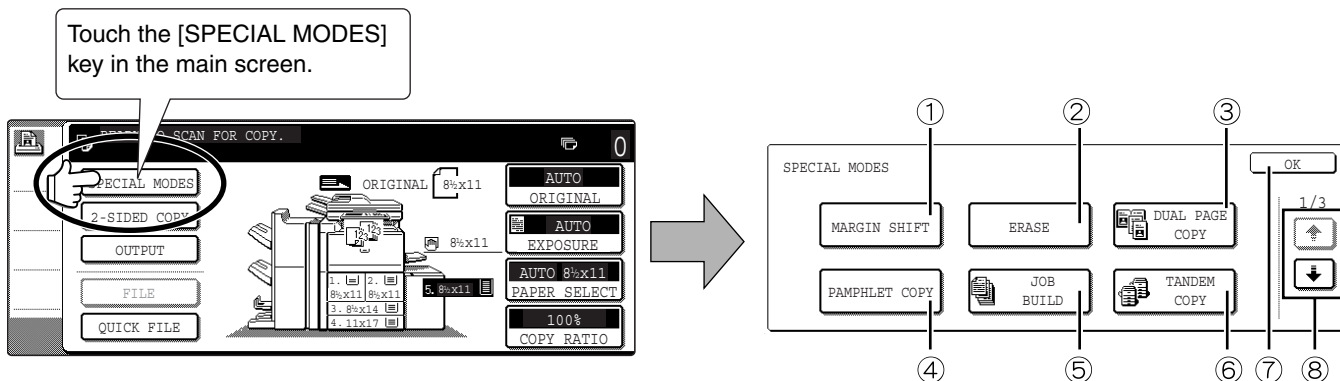 Touch the [SPECIAL MODES]
key in the main screen.
SCAN FOR COPY.
0
SPECIAL MODES
2-SIDED COPY
OUTPUT
FILE
QUICK FILE
ORIGINAL 8½x11
8½x11
1. 2.
8½x11 8½x11
3. 8½x14
4. 11x17
5. 8½x11
AUTO
ORIGINAL
AUTO
EXPOSURE
AUTO 8½x11
PAPER SELECT
100%
COPY RATIO
① ② ③
SPECIAL MODES
OK
1/3
MARGIN SHIFT
ERASE
DUAL PAGE
COPY
PAMPHLET COPY
JOB
BUILD
TANDEM
COPY
④ ⑤ ⑥ ⑦ ⑧